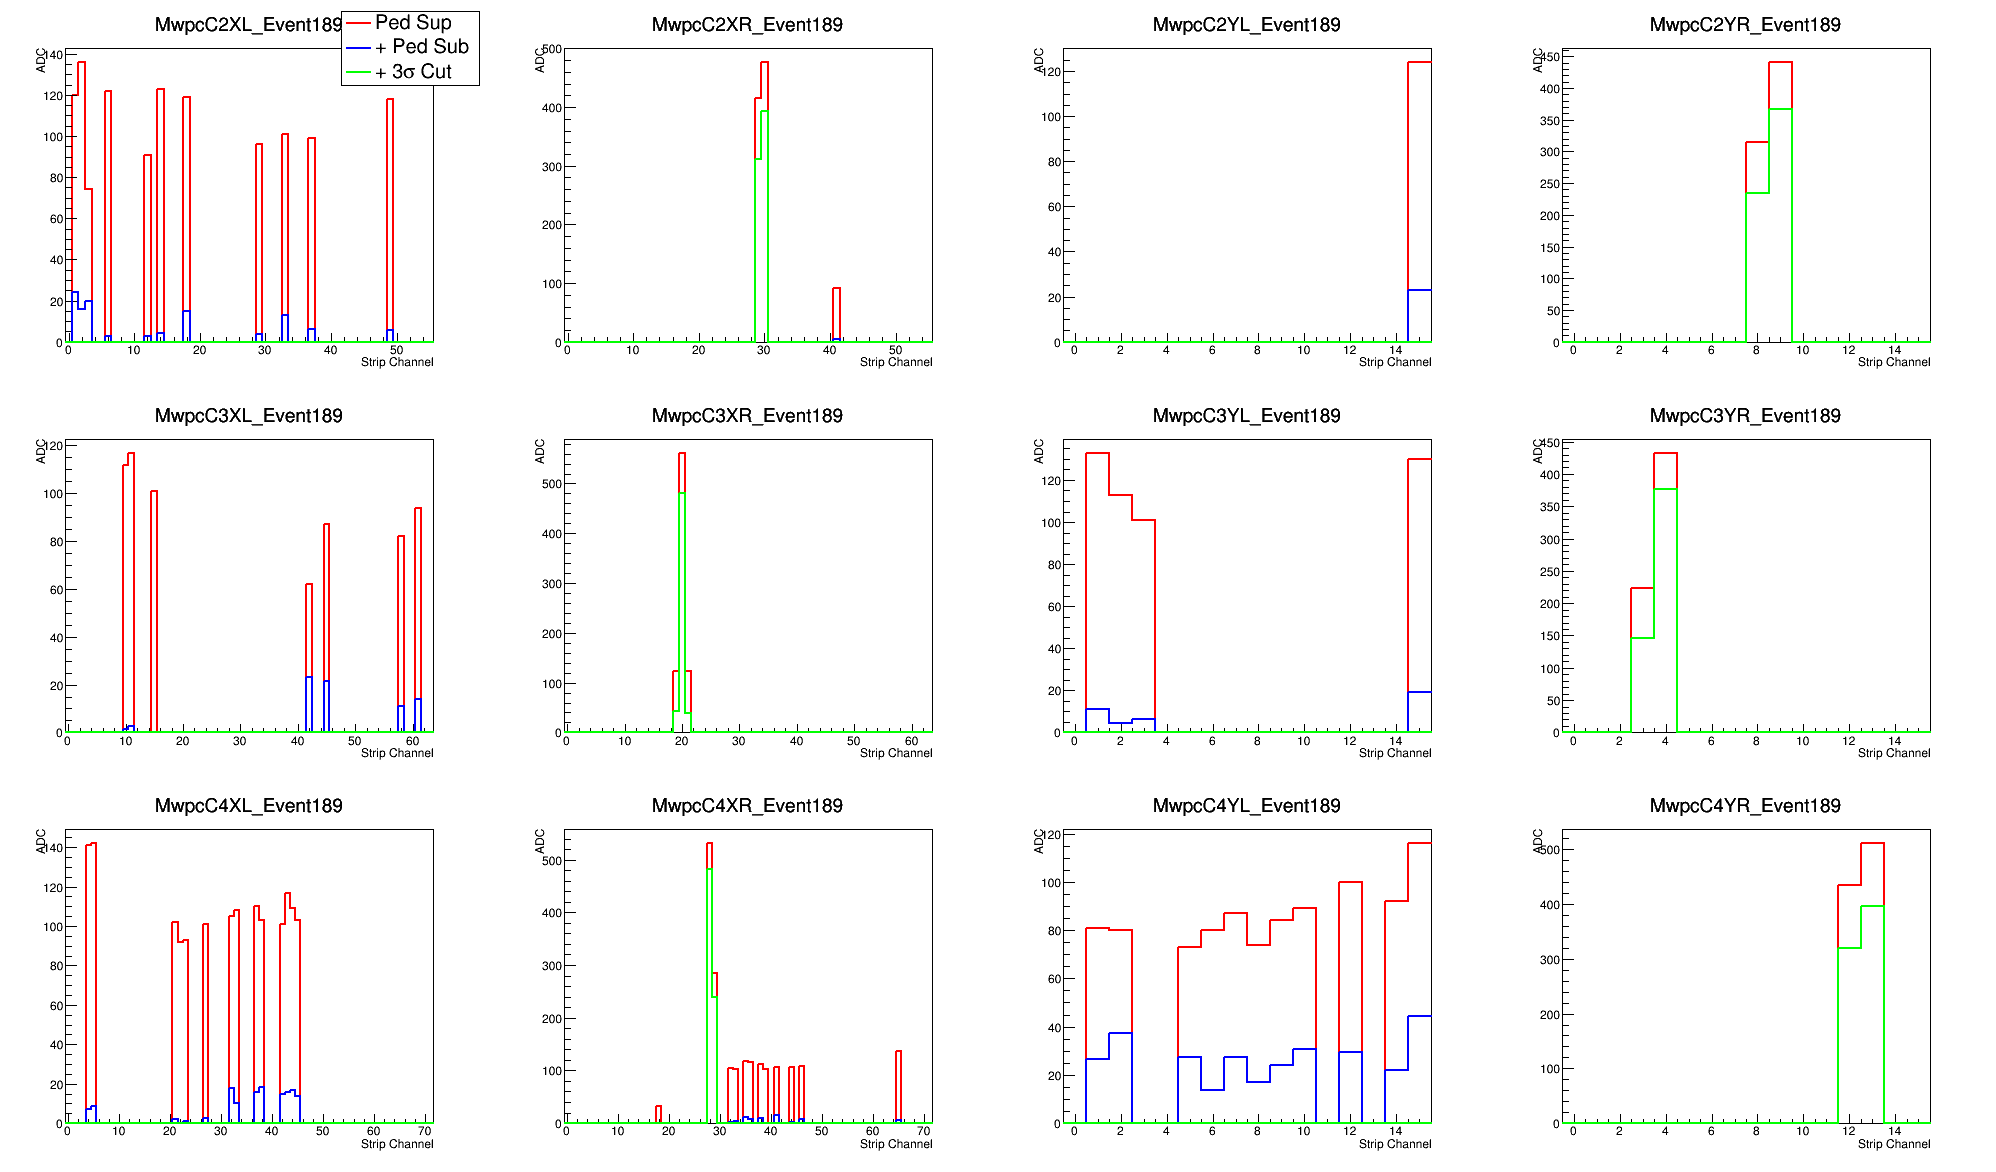 MwpcC2XL_Event189
Ped Sup
+ Ped Sub
+ 3σ Cut
ADC
140
120
100
80
60
40
20
0
0 10 20 30 40 50
Strip Channel
MwpcC2XR_Event189
ADC
500
400
300
200
100
0
0 10 20 30 40 50
Strip Channel
MwpcC2YL_Event189
ADC
120
100
80
60
40
20
0
0 2 4 6 8 10 12 14
Strip Channel
MwpcC2YR_Event189
ADC
450
400
350
300
250
200
150
100
50
0
0 2 4 6 8 10 12 14
Strip Channel
MwpcC3XL_Event189
ADC
120
100
80
60
40
20
0
0 10 20 30 40 50 60
Strip Channel
MwpcC3XR_Event189
ADC
500
400
300
200
100
0
0 10 20 30 40 50 60
Strip Channel
MwpcC3YL_Event189
ADC
120
100
80
60
40
20
0
0 2 4 6 8 10 12 14
Strip Channel
MwpcC3YR_Event189
ADC
450
400
350
300
250
200
150
100
50
0
0 2 4 6 8 10 12 14
Strip Channel
MwpcC4XL_Event189
ADC
140
120
100
80
60
40
20
0
0 10 20 30 40 50 60 70
Strip Channel
MwpcC4XR_Event189
ADC
500
400
300
200
100
0
0 10 20 30 40 50 60 70
Strip Channel
MwpcC4YL_Event189
ADC
120
100
80
60
40
20
0
0 2 4 6 8 10 12 14
Strip Channel
MwpcC4YR_Event189
ADC
500
400
300
200
100
0
0 2 4 6 8 10 12 14
Strip Channel